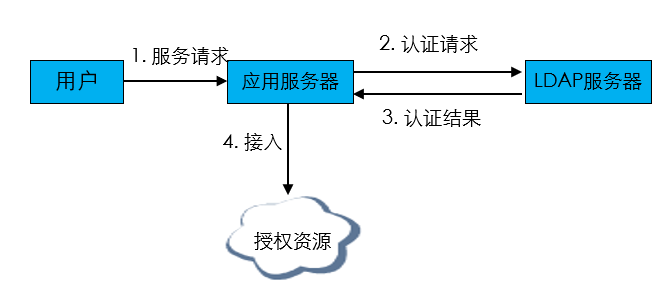 1. 服务请求
2. 认证请求
用户
应用服务器
LDAP服务器
3. 认证结果
4. 接入
授权资源